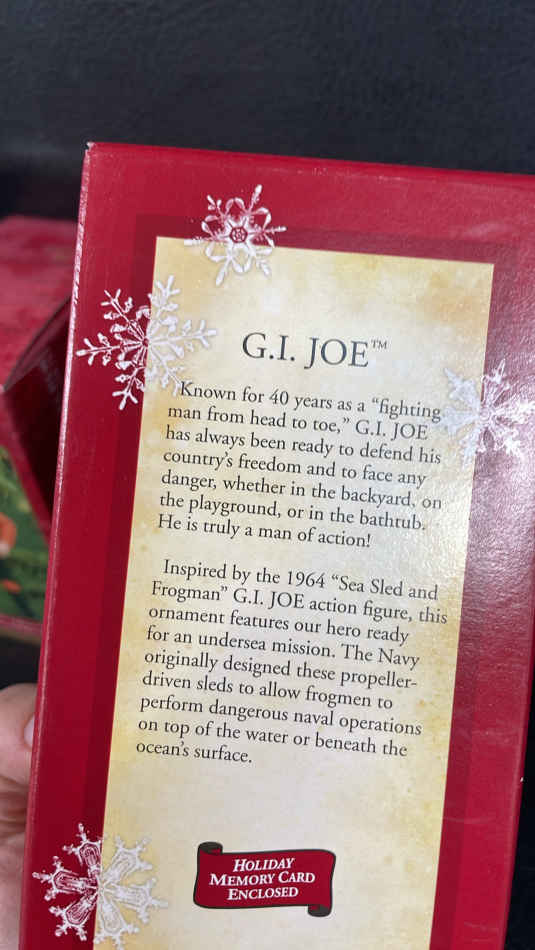 G.I. JOE™
Known for 40 years as a “fighting
man from head to toe,” G.I. JOE
has always been ready to defend his
country’s freedom and to face any
danger, whether in the backyard, on
the playground, or in the bathtub.
He is truly a man of action!
Inspired by the 1964 “Sea Sled and
Frogman” G.I. JOE action figure, this
ornament features our hero ready
for an undersea mission. The Navy
originally designed these propeller-
driven sleds to allow frogmen to
perform dangerous naval operations
on top of the water or beneath the
ocean’s surface.
HOLIDAY
MEMORY CARD
ENCLOSED